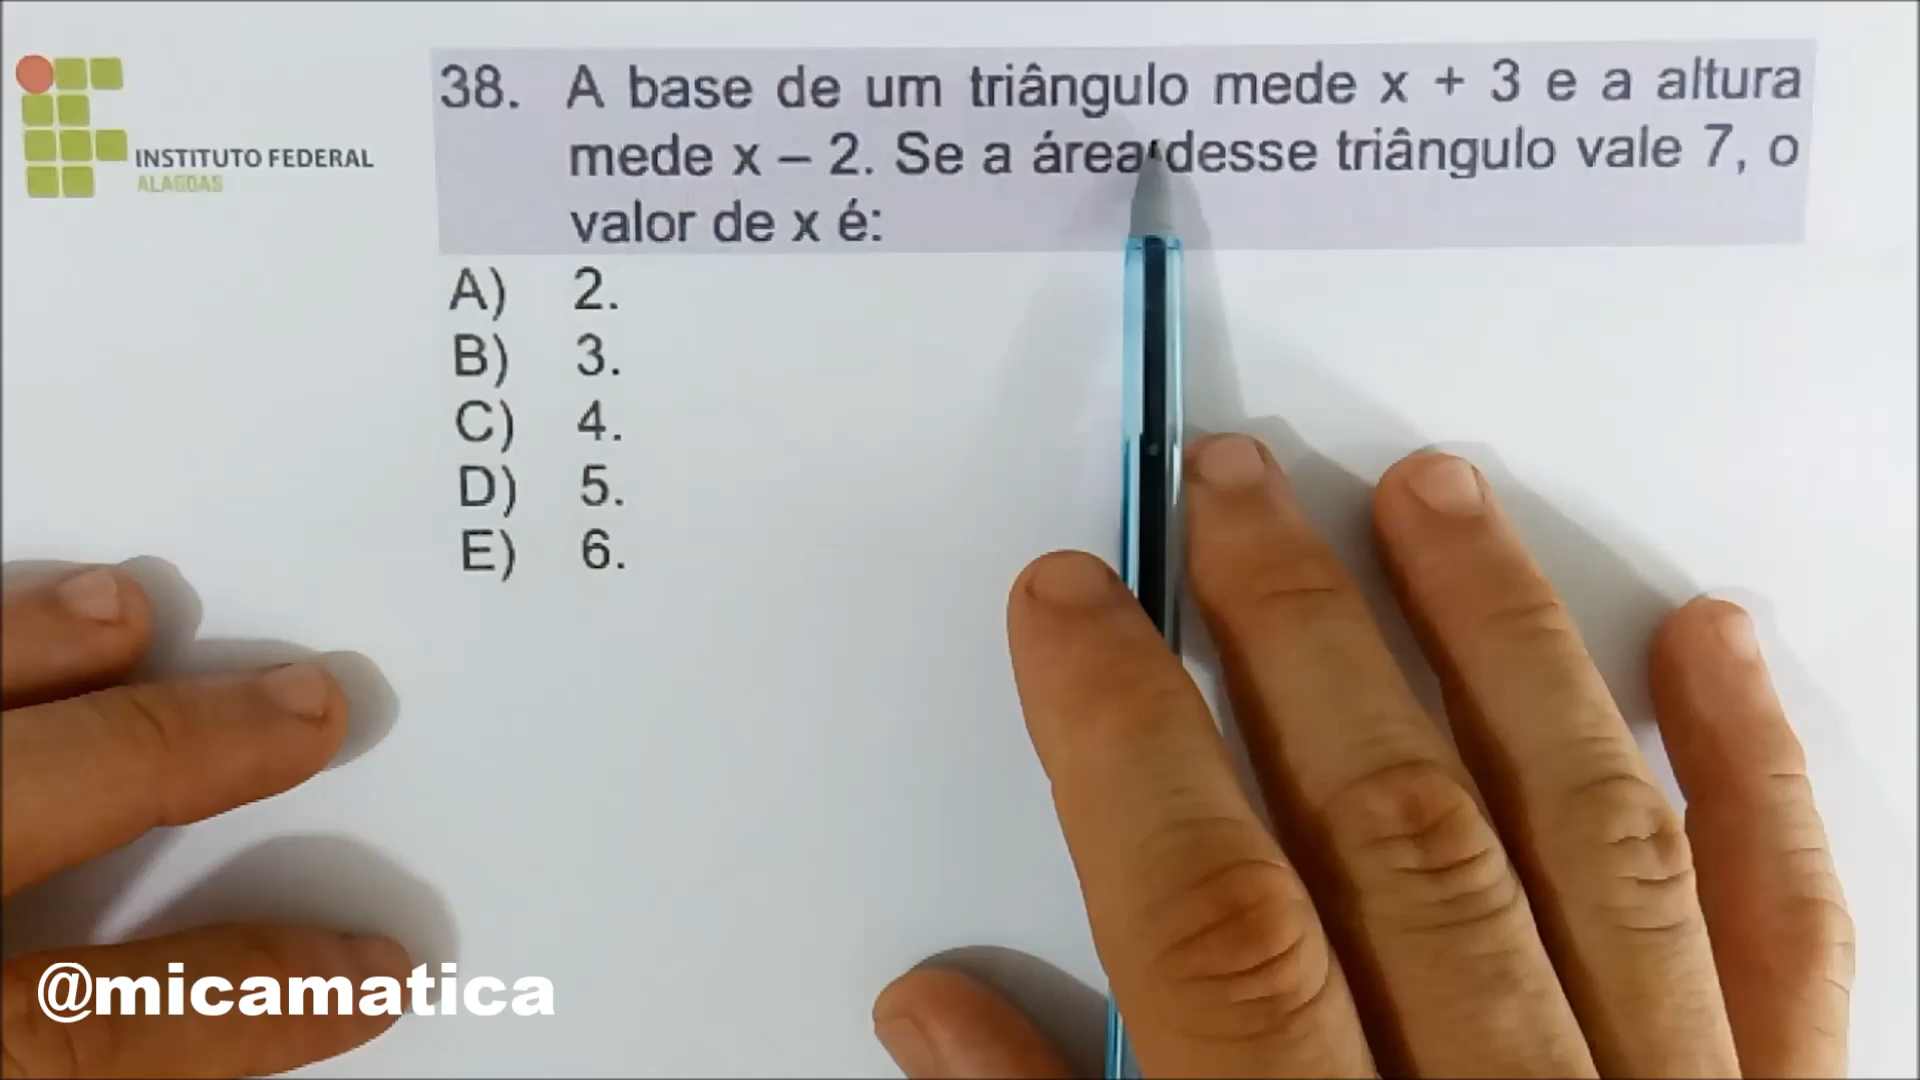 INSTITUTO FEDERAL
ALAGOAS
38. A base de um triângulo mede x + 3 e a altura
mede x – 2. Se a área desse triângulo vale 7, o
valor de x é:
A) 2.
B) 3.
C) 4.
D) 5.
E) 6.
@micamatica